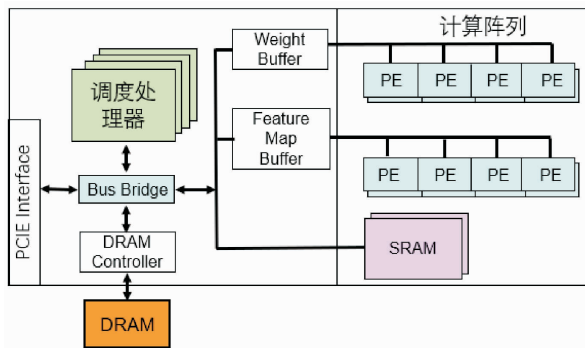 计算阵列
Weight
Buffer
PE PE PE PE
调度处
理器
Feature
Map
Buffer
PE PE PE PE
PCIE Interface
Bus Bridge
DRAM
Controller
SRAM
DRAM